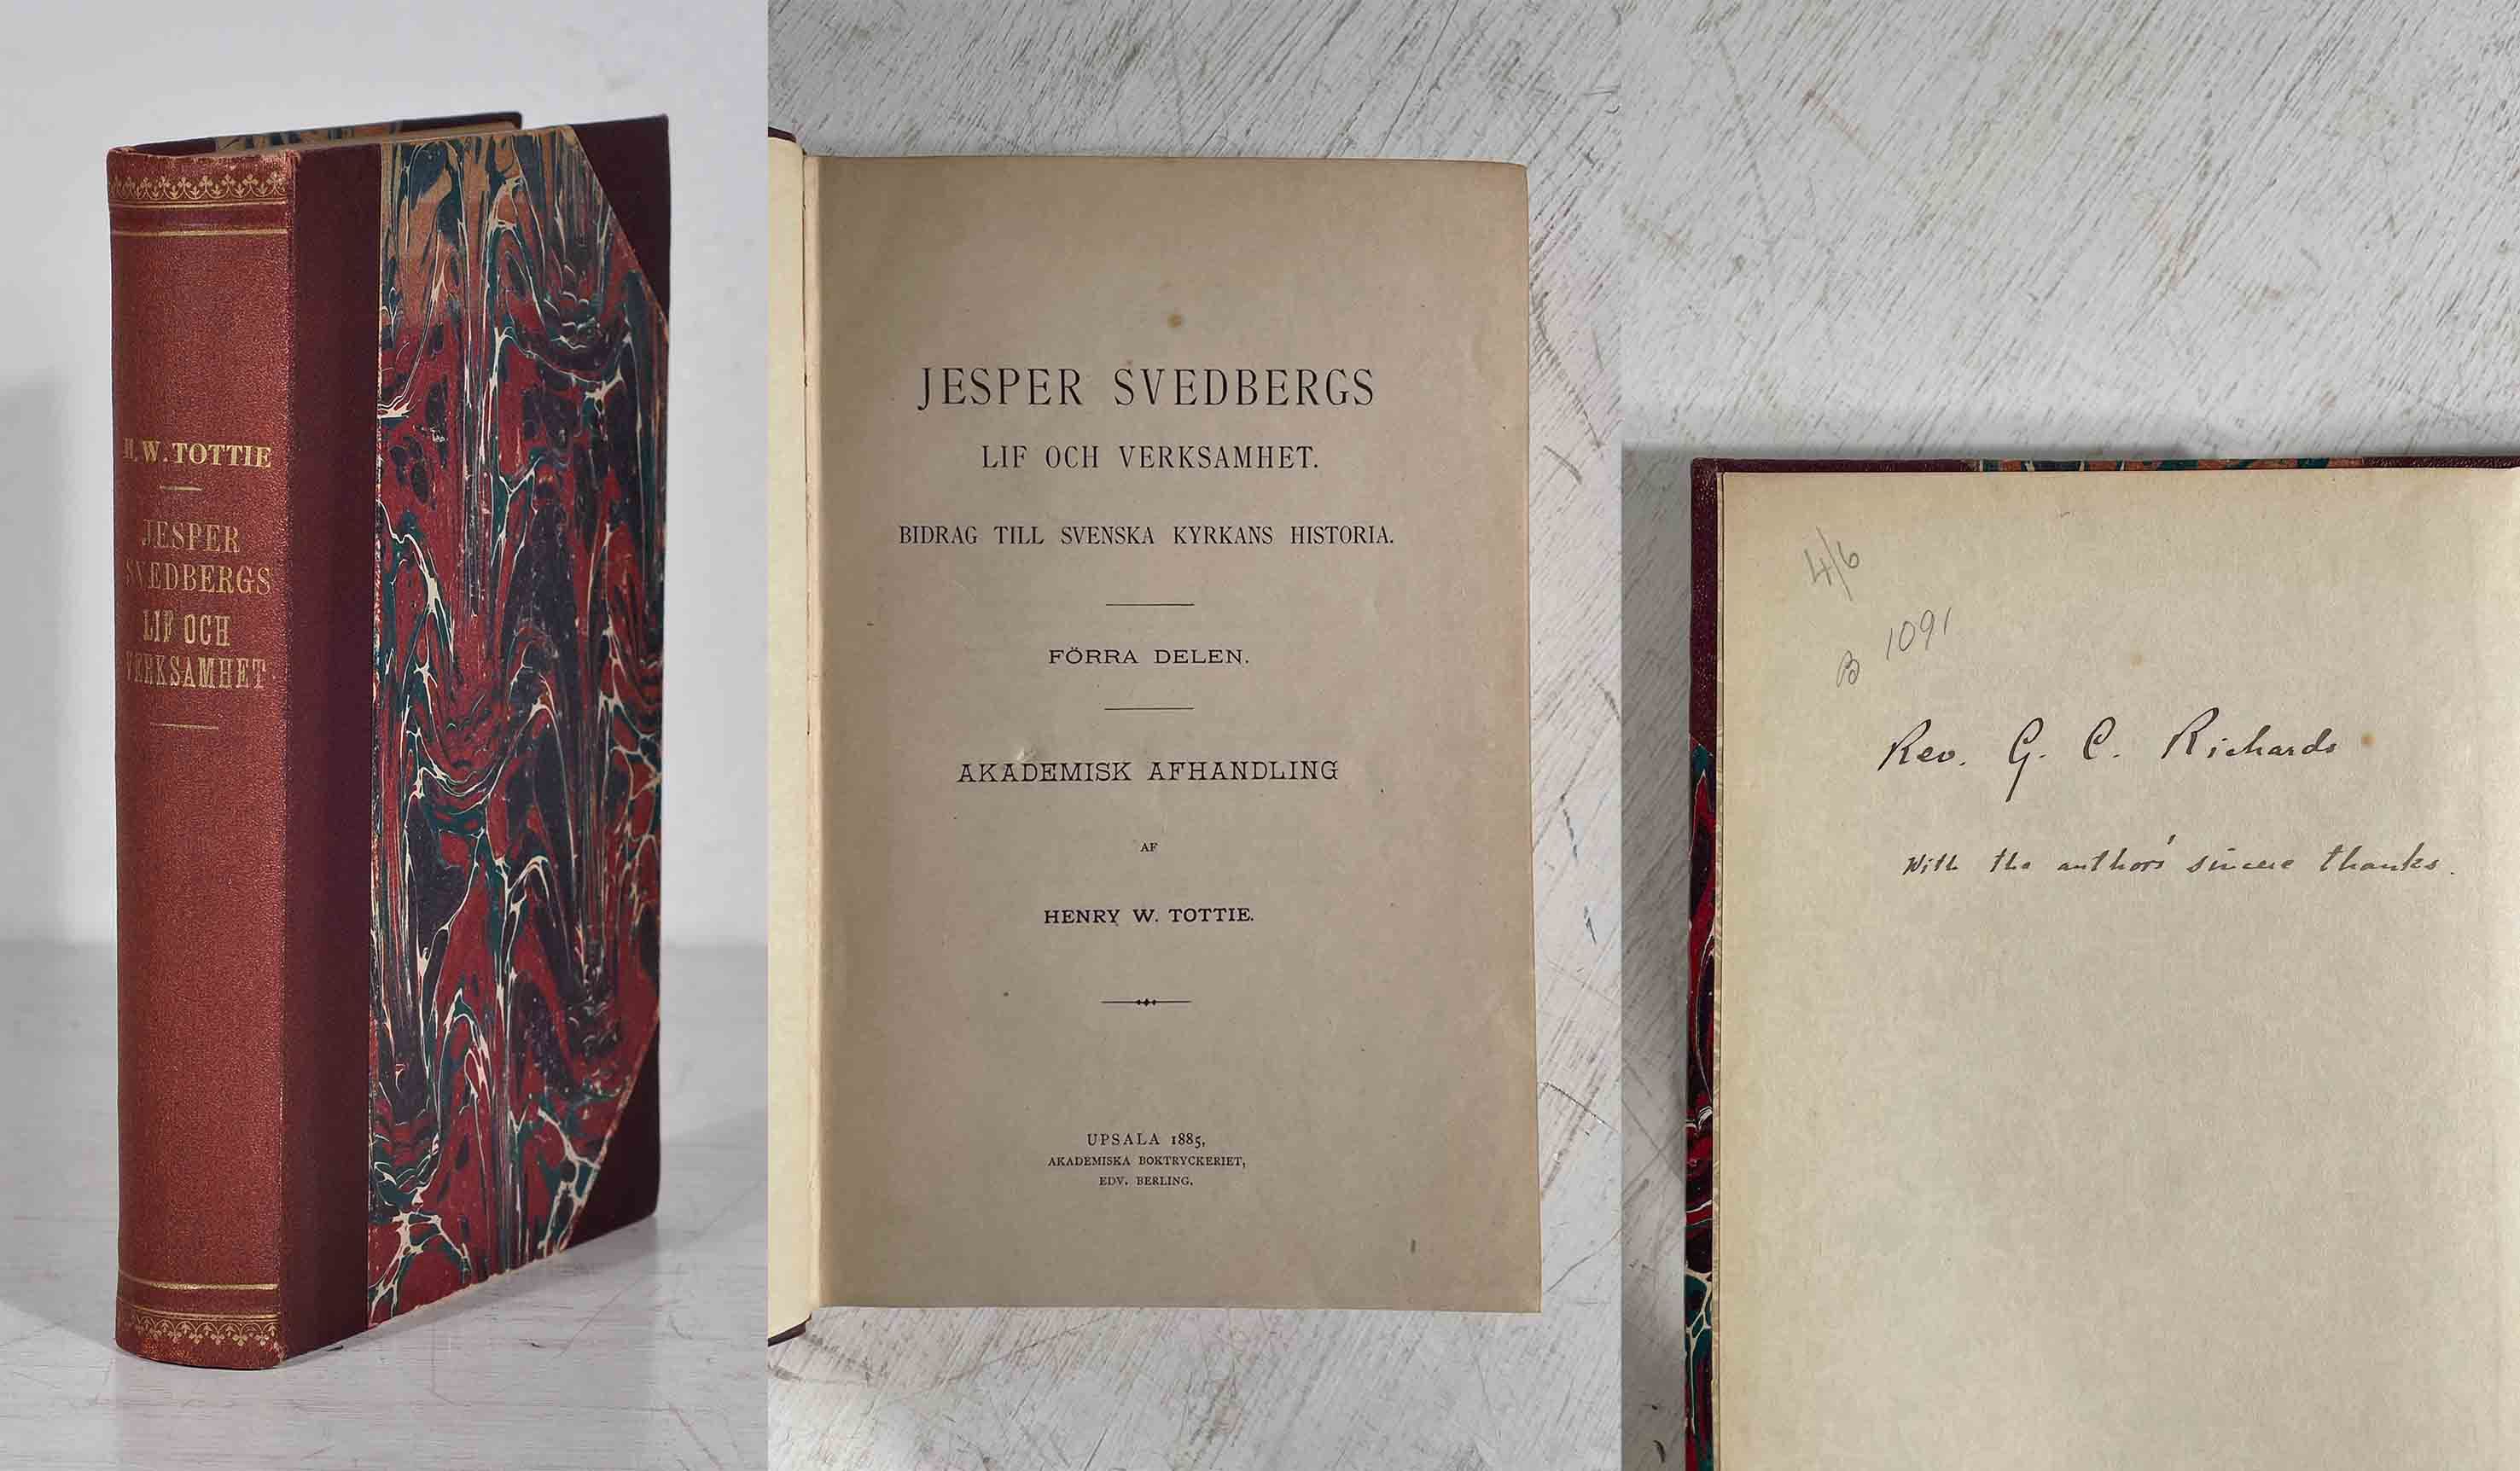 H. W. TOTTIE
JESPER
SVEDBERGS
LIF OCH
VERKSAMHET
JESPER SVEDBERGS
LIF OCH VERKSAMHET.
BIDRAG TILL SVENSKA KYRKANS HISTORIA.
FÖRRA DELEN.
AKADEMISK AFHANDLING
AF
HENRY W. TOTTIE.
UPSALA 1885,
AKADEMISKA BOKTRYCKERIET,
EDV. BERLING.
4/6
B 1091
Rev. G. C. Richards
With the authors' sincere thanks.